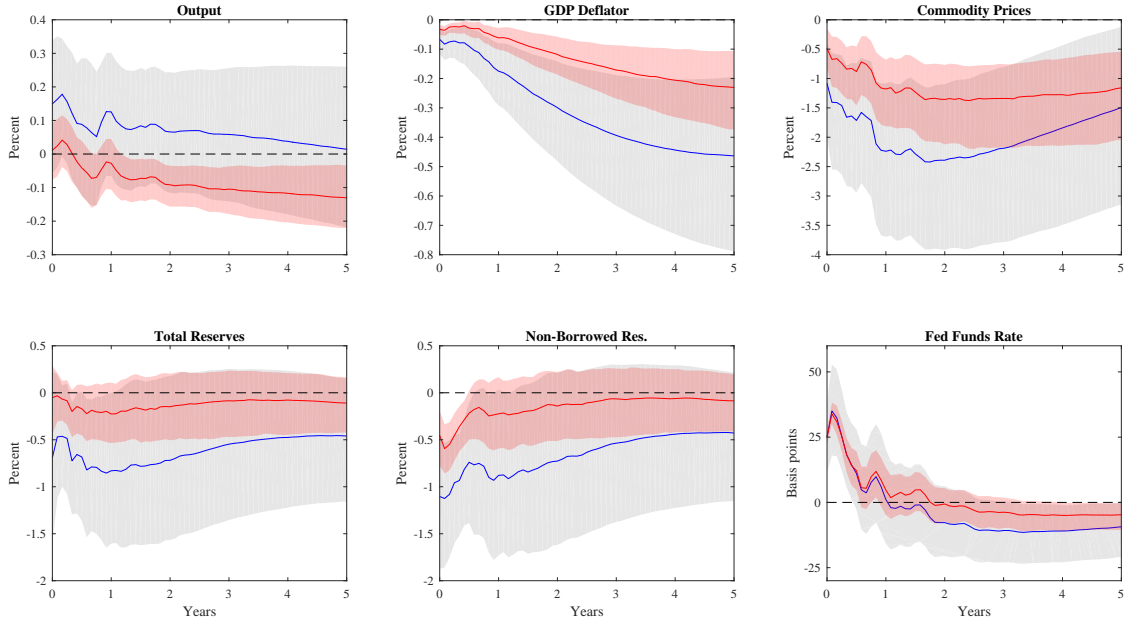 Output
GDP Deflator
Commodity Prices
Percent
0.4
0.3
0.2
0.1
0
-0.1
-0.2
-0.3
0 1 2 3 4 5
Percent
0
-0.1
-0.2
-0.3
-0.4
-0.5
-0.6
-0.7
-0.8
0 1 2 3 4 5
Percent
0
-0.5
-1
-1.5
-2
-2.5
-3
-3.5
-4
0 1 2 3 4 5
Total Reserves
Non-Borrowed Res.
Fed Funds Rate
Percent
0.5
0
-0.5
-1
-1.5
-2
0 1 2 3 4 5
Years
Percent
0.5
0
-0.5
-1
-1.5
-2
0 1 2 3 4 5
Years
Basis points
50
25
0
-25
0 1 2 3 4 5
Years